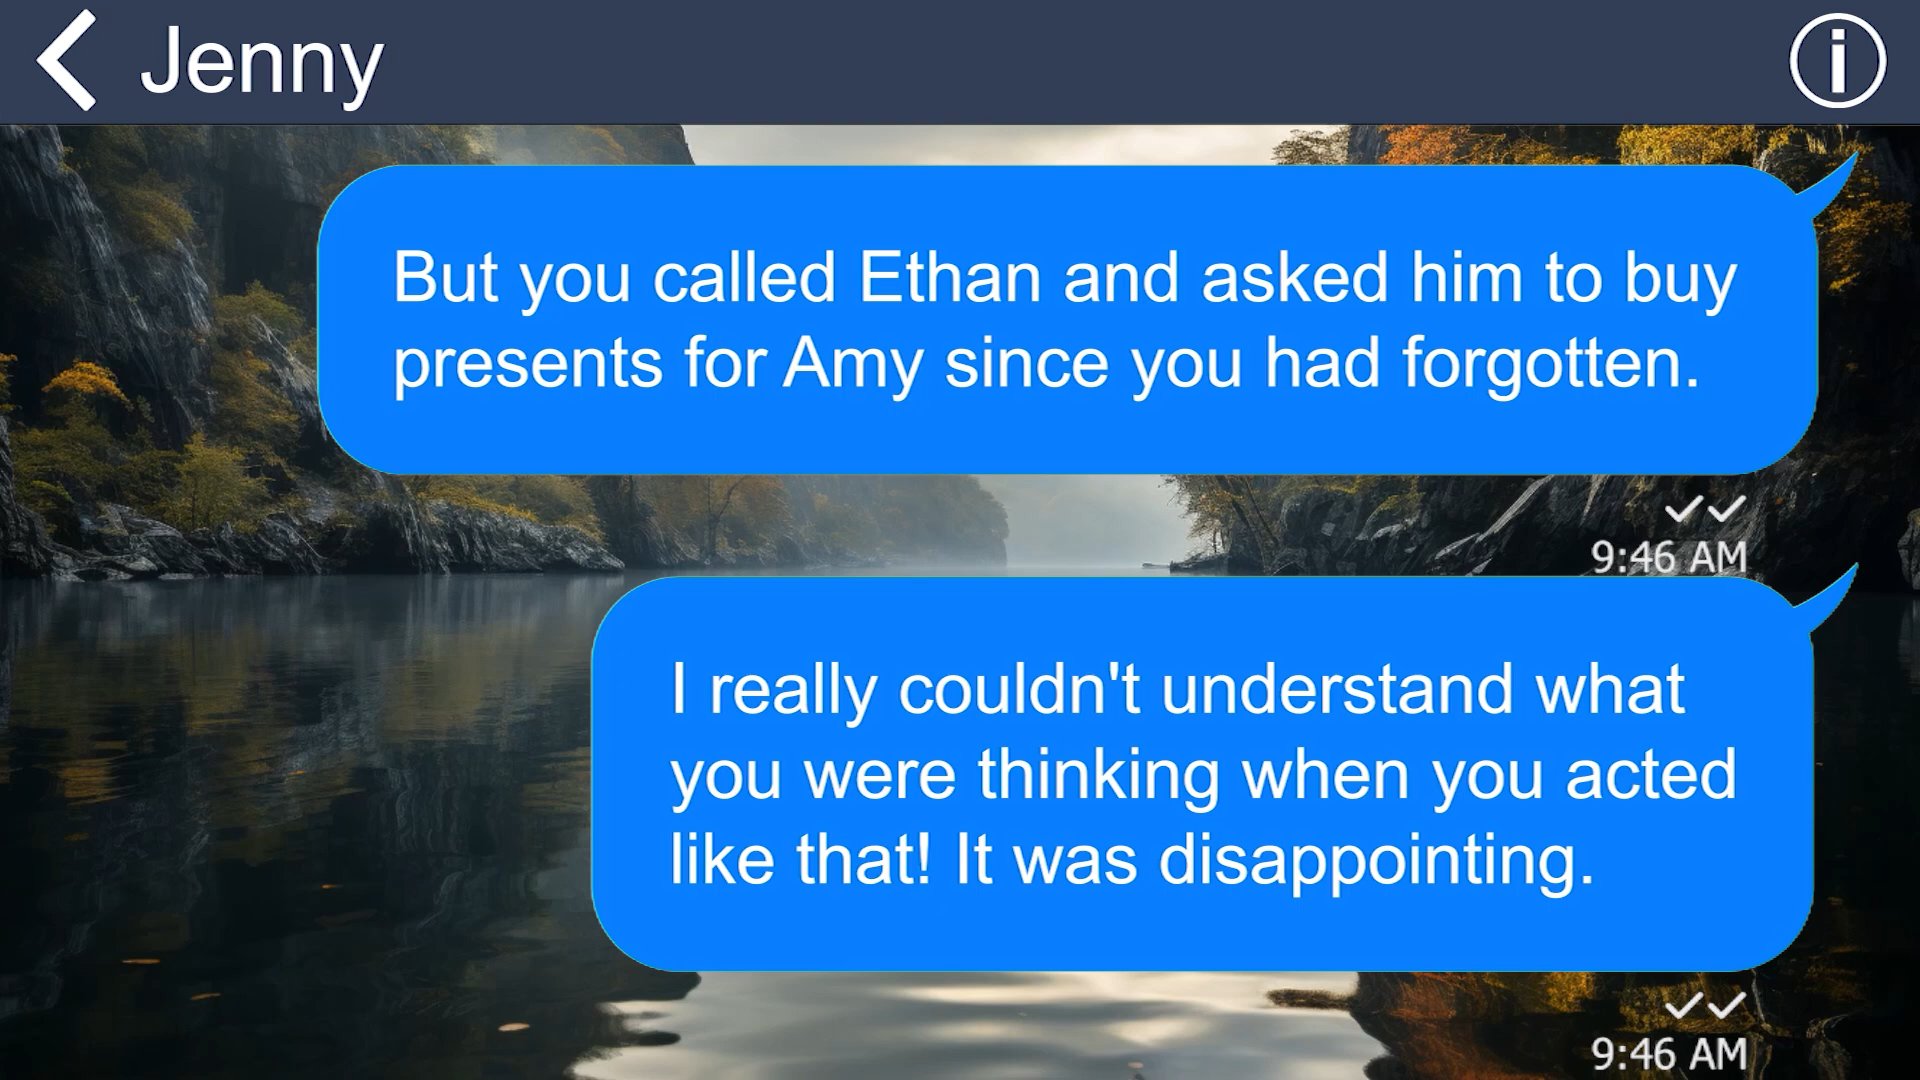 Jenny
But you called Ethan and asked him to buy
presents for Amy since you had forgotten.
9:46 AM
I really couldn't understand what
you were thinking when you acted
like that! It was disappointing.
9:46 AM